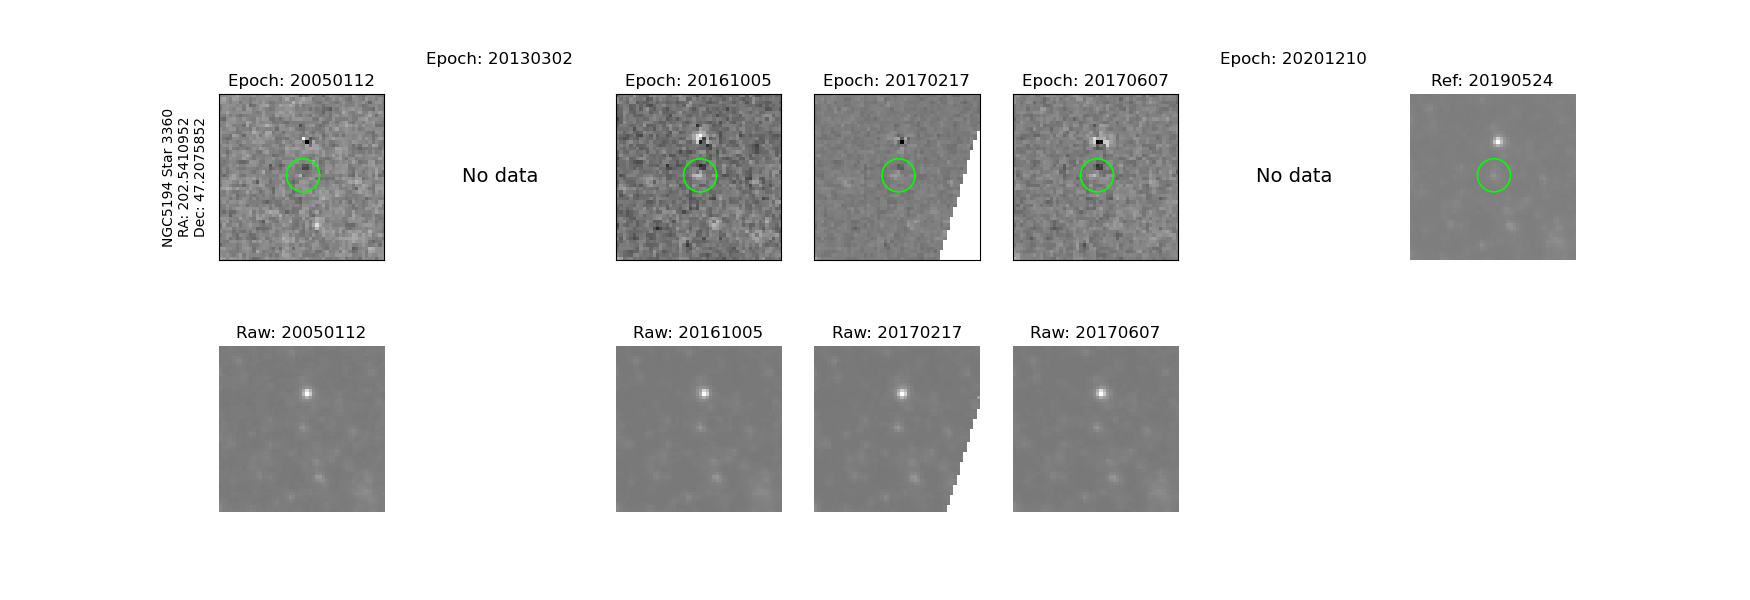 Epoch: 20130302
Epoch: 20201210
Epoch: 20050112
Epoch: 20161005
Epoch: 20170217
Epoch: 20170607
Ref: 20190524
NGC5194 Star 3360
RA: 202.5410952
Dec: 47.2075852
No data
No data
Raw: 20050112
Raw: 20161005
Raw: 20170217
Raw: 20170607